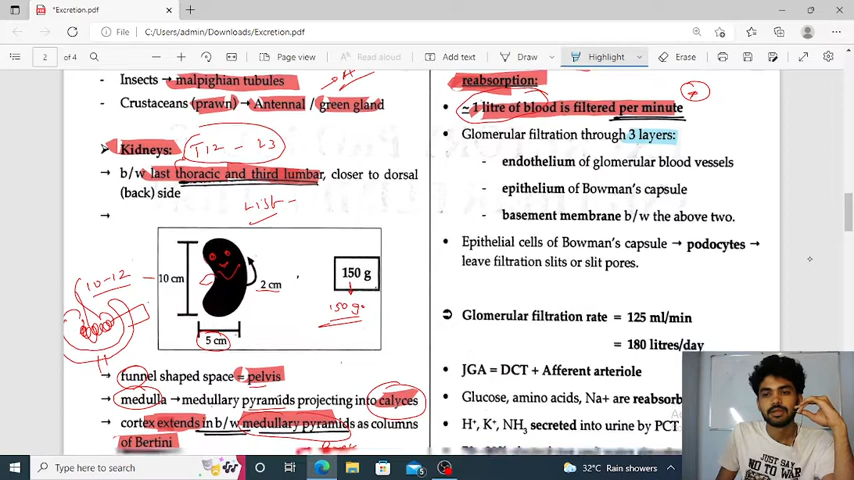 *Excretion.pdf
File
C:/Users/admin/Downloads/Excretion.pdf
2 of 4
Page view
Read aloud
Add text
Draw
Highlight
Erase
- Insects → malpighian tubules
- Crustaceans (prawn) → Antennal / green gland
Kidneys:
T12 - L3
→ b/w last thoracic and third lumbar, closer to dorsal
(back) side
→
10-12
10 cm
2 cm
5 cm
150 g
150 g.
→ funnel shaped space = pelvis
→ medulla → medullary pyramids projecting into calyces
→ cortex extends in b/w medullary pyramids as columns
of Bertini
reabsorption:
• ~ 1 litre of blood is filtered per minute
• Glomerular filtration through 3 layers:
- endothelium of glomerular blood vessels
- epithelium of Bowman's capsule
- basement membrane b/w the above two.
• Epithelial cells of Bowman's capsule → podocytes →
leave filtration slits or slit pores.
Glomerular filtration rate = 125 ml/min
= 180 litres/day
• JGA = DCT + Afferent arteriole
• Glucose, amino acids, Na+ are reabsorb
• H⁺, K⁺, NH₃ secreted into urine by PCT
JUST SAY
NO TO
WAR
Type here to search
32°C Rain showers